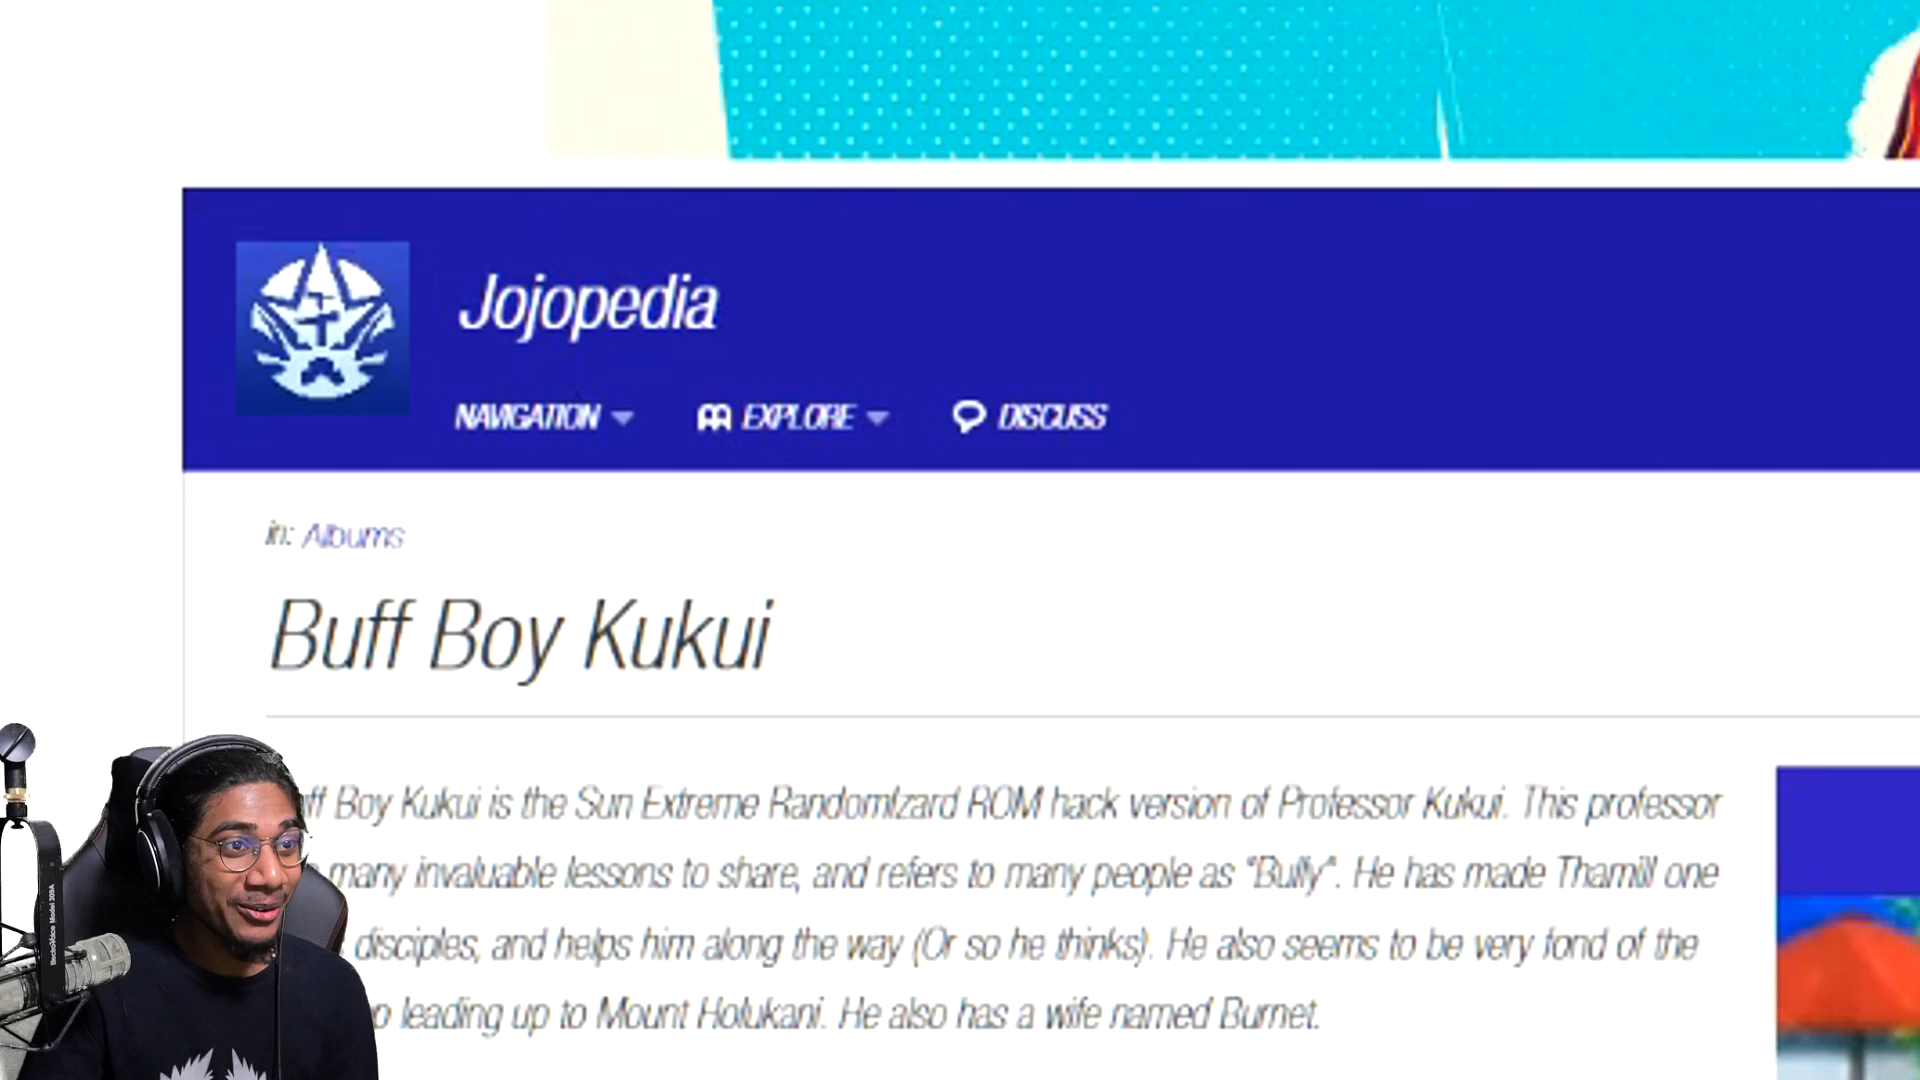 Jojopedia
NAVIGATION EXPLORE DISCUSS
in: Albums
Buff Boy Kukui
Boy Kukui is the Sun Extreme RandomIzard ROM hack version of Professor Kukui. This professor
many invaluable lessons to share, and refers to many people as "Bully". He has made Thamill one
disciples, and helps him along the way (Or so he thinks). He also seems to be very fond of the
leading up to Mount Holukani. He also has a wife named Burnet.